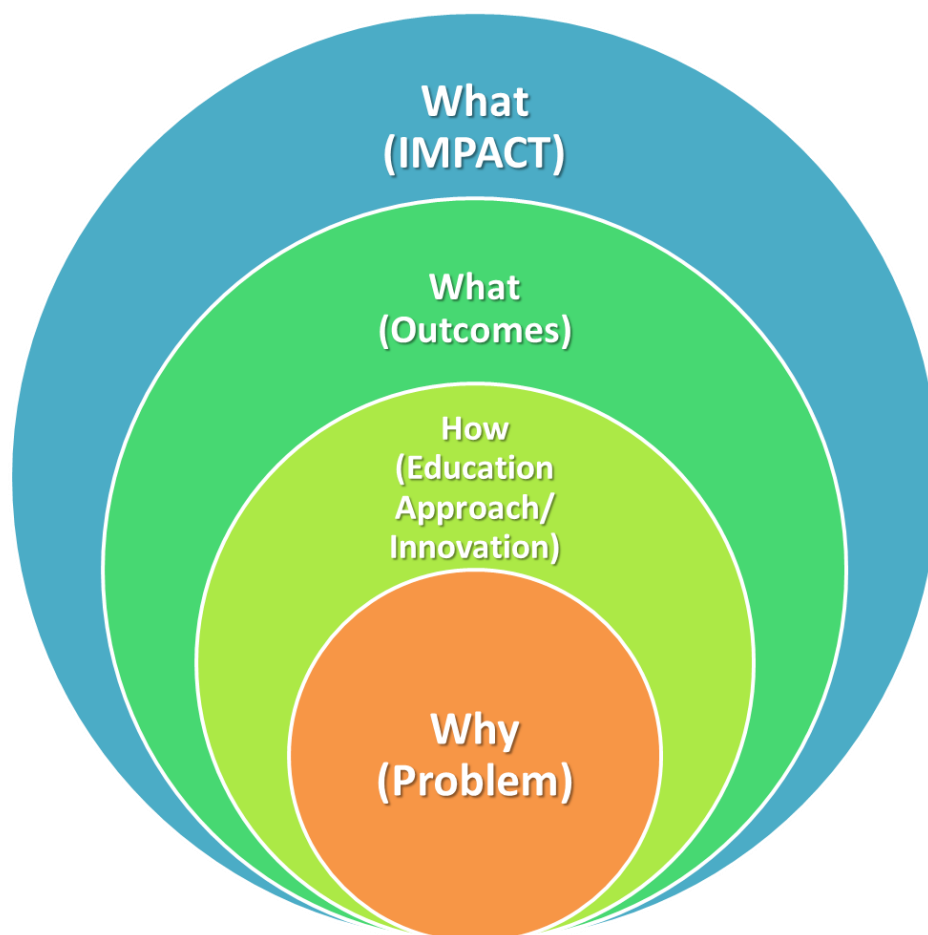 What
(IMPACT)
What
(Outcomes)
How
(Education
Approach/
Innovation)
Why
(Problem)